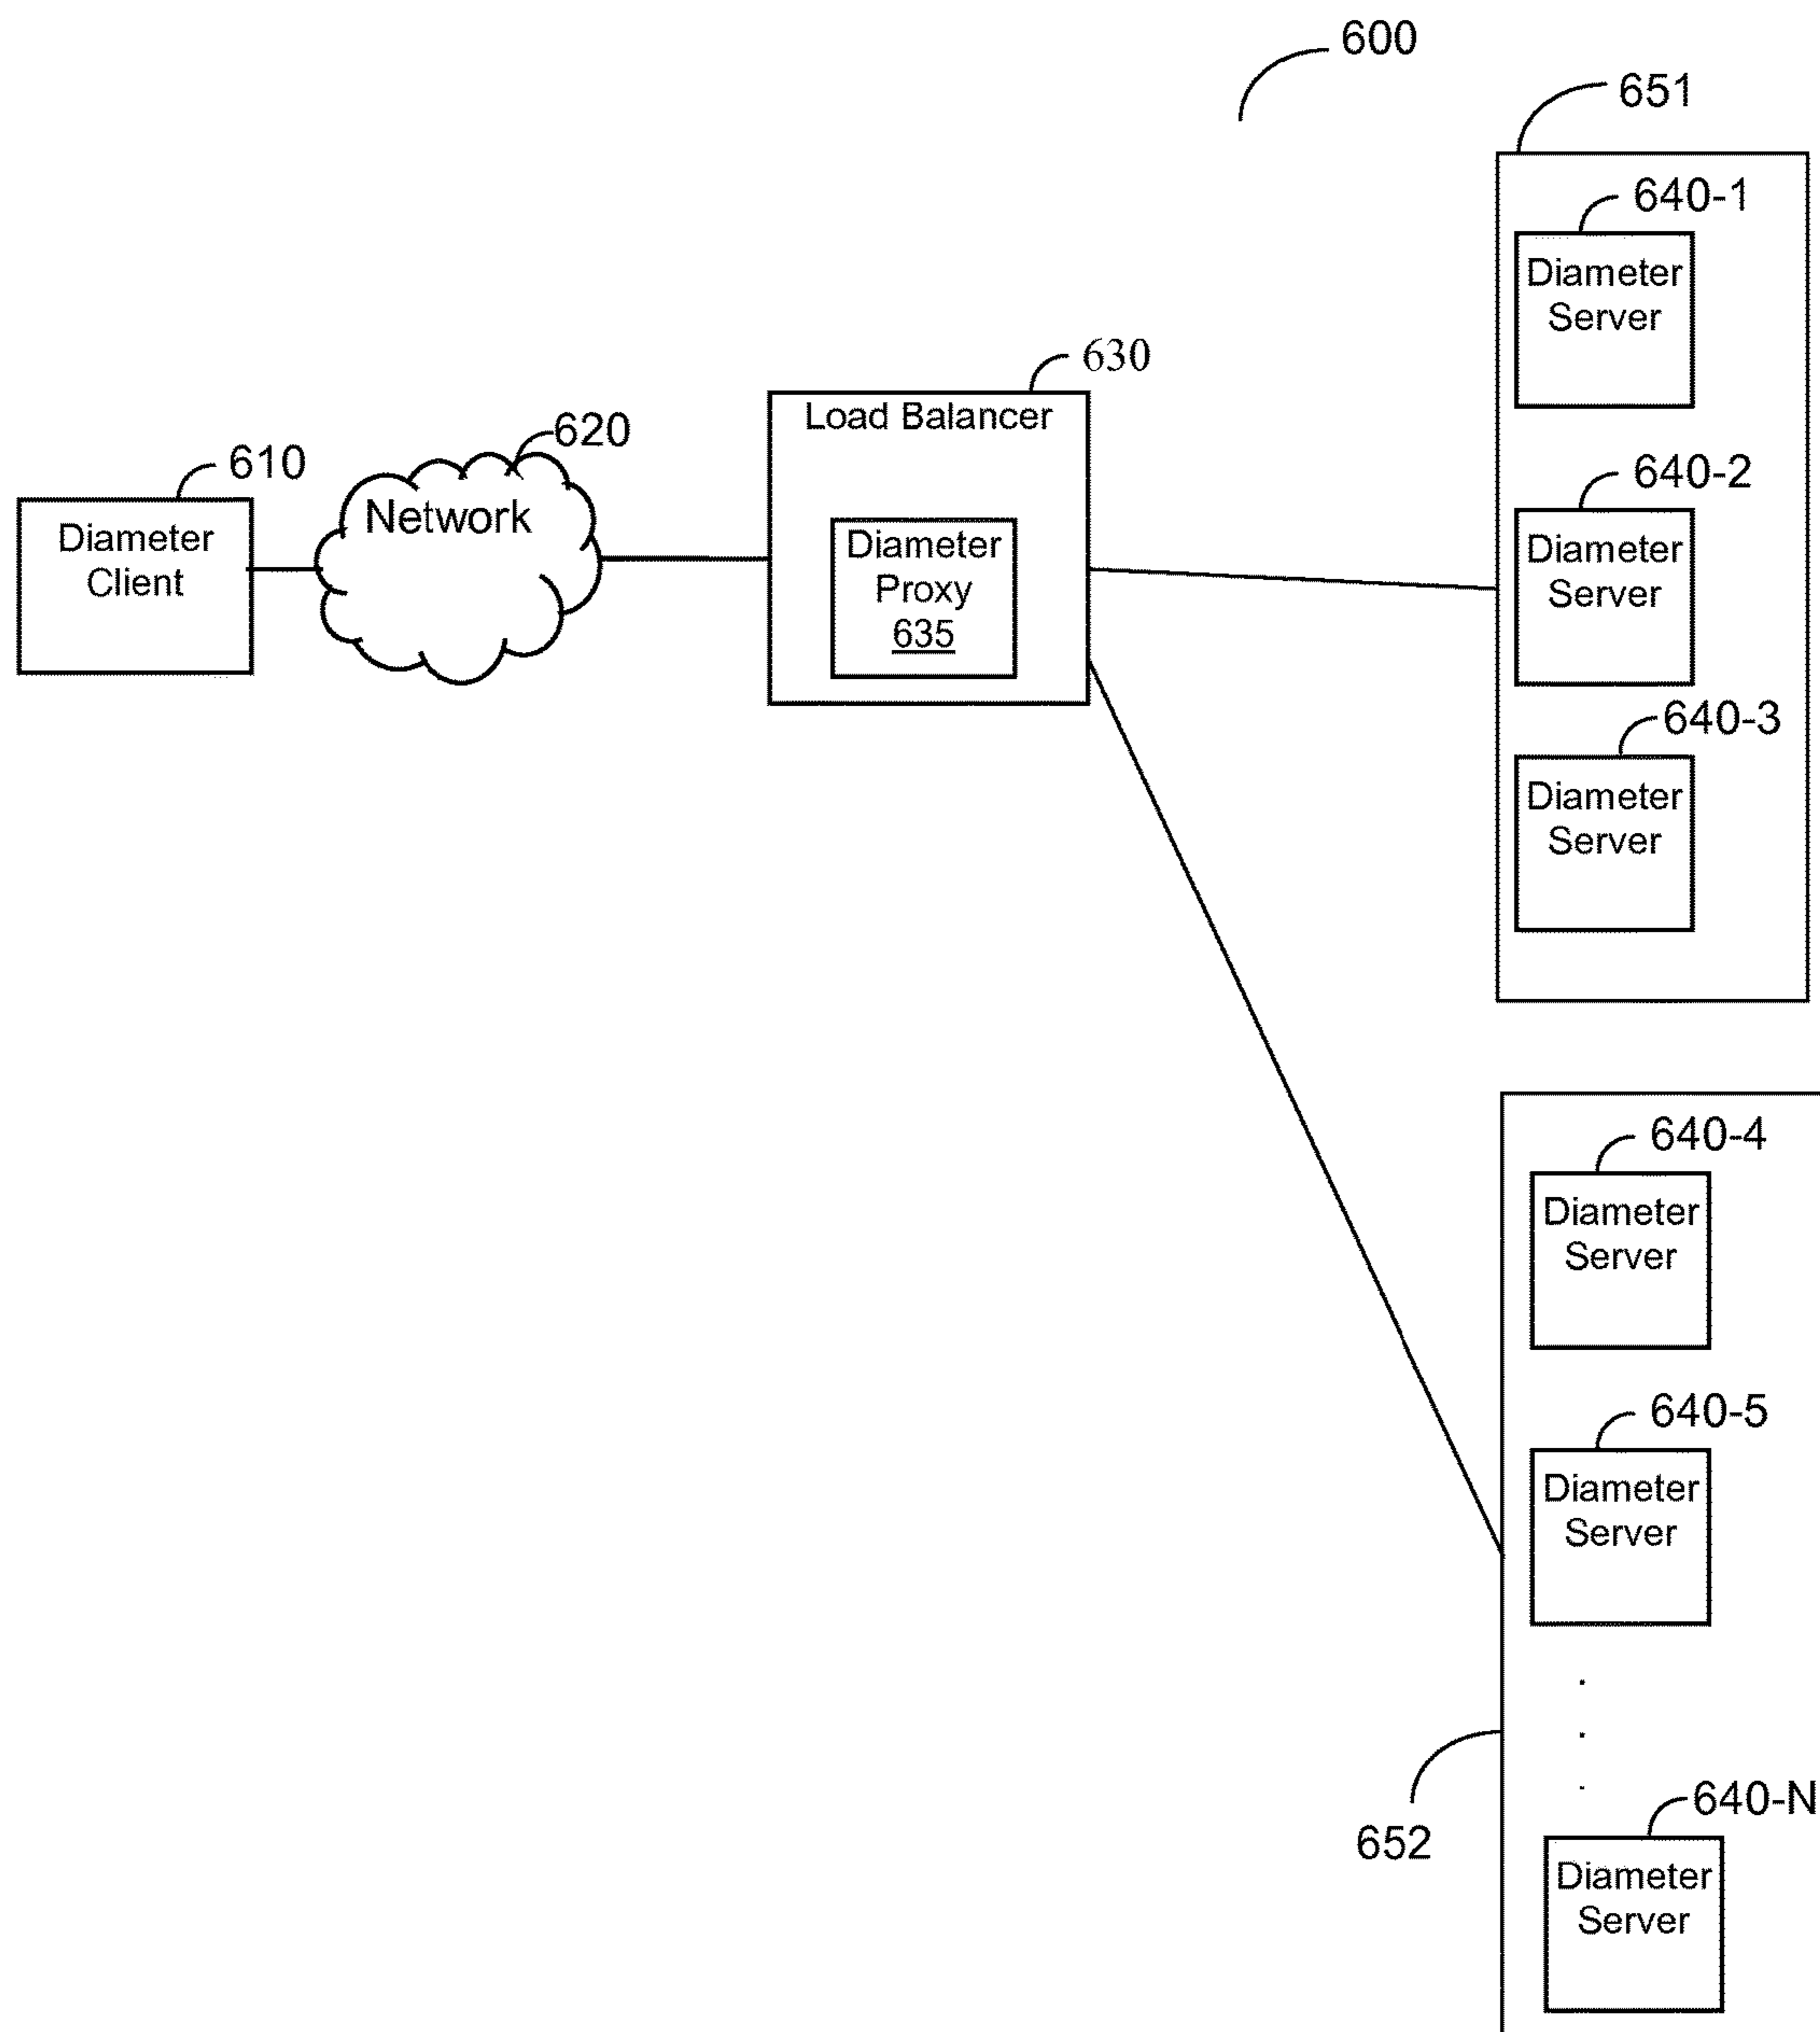 600
651
640-1
Diameter
Server
640-2
Diameter
Server
640-3
Diameter
Server
630
Load Balancer
Diameter
Proxy
635
620
Network
610
Diameter
Client
640-4
Diameter
Server
640-5
Diameter
Server
.
.
.
652
640-N
Diameter
Server